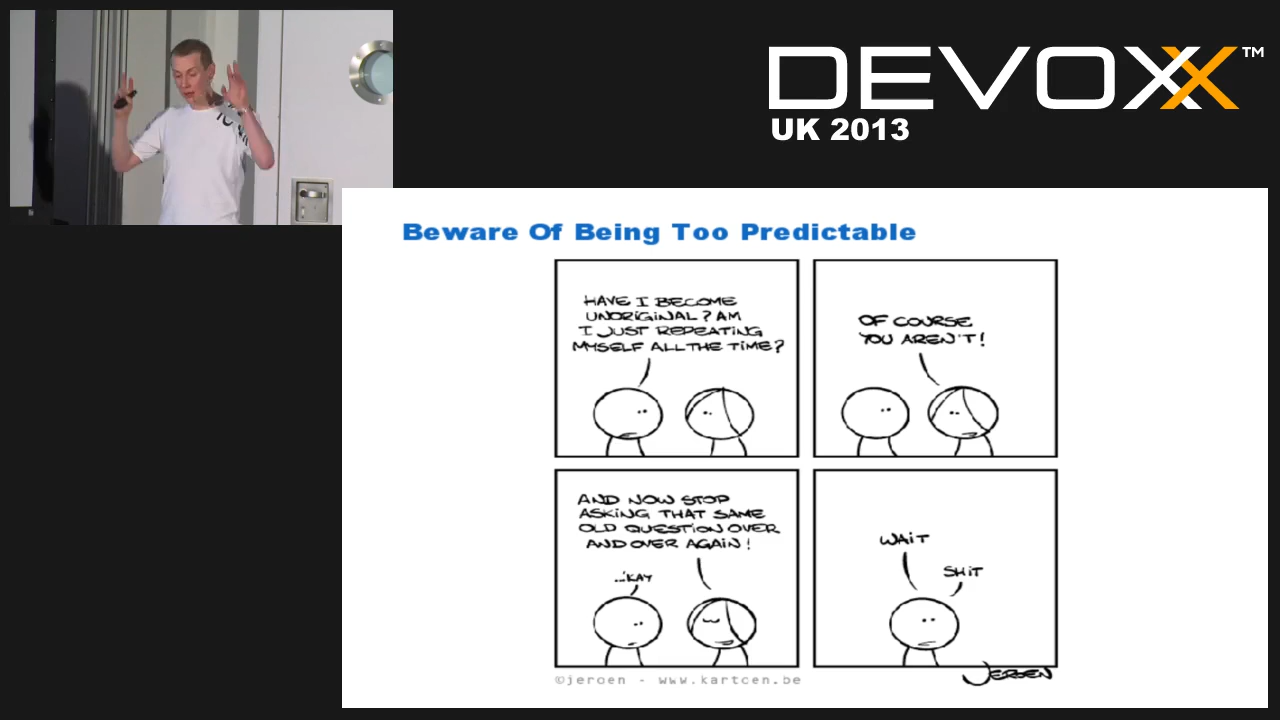 DEVOXX™
UK 2013
Beware Of Being Too Predictable
HAVE I BECOME
UNORIGINAL? AM
I JUST REPEATING
MYSELF ALL THE TIME?
OF COURSE
YOU AREN'T!
AND NOW STOP
ASKING THAT SAME
OLD QUESTION OVER
AND OVER AGAIN!
...'KAY
WAIT
SHIT
JEROEN
©jeroen - www.kartoen.be